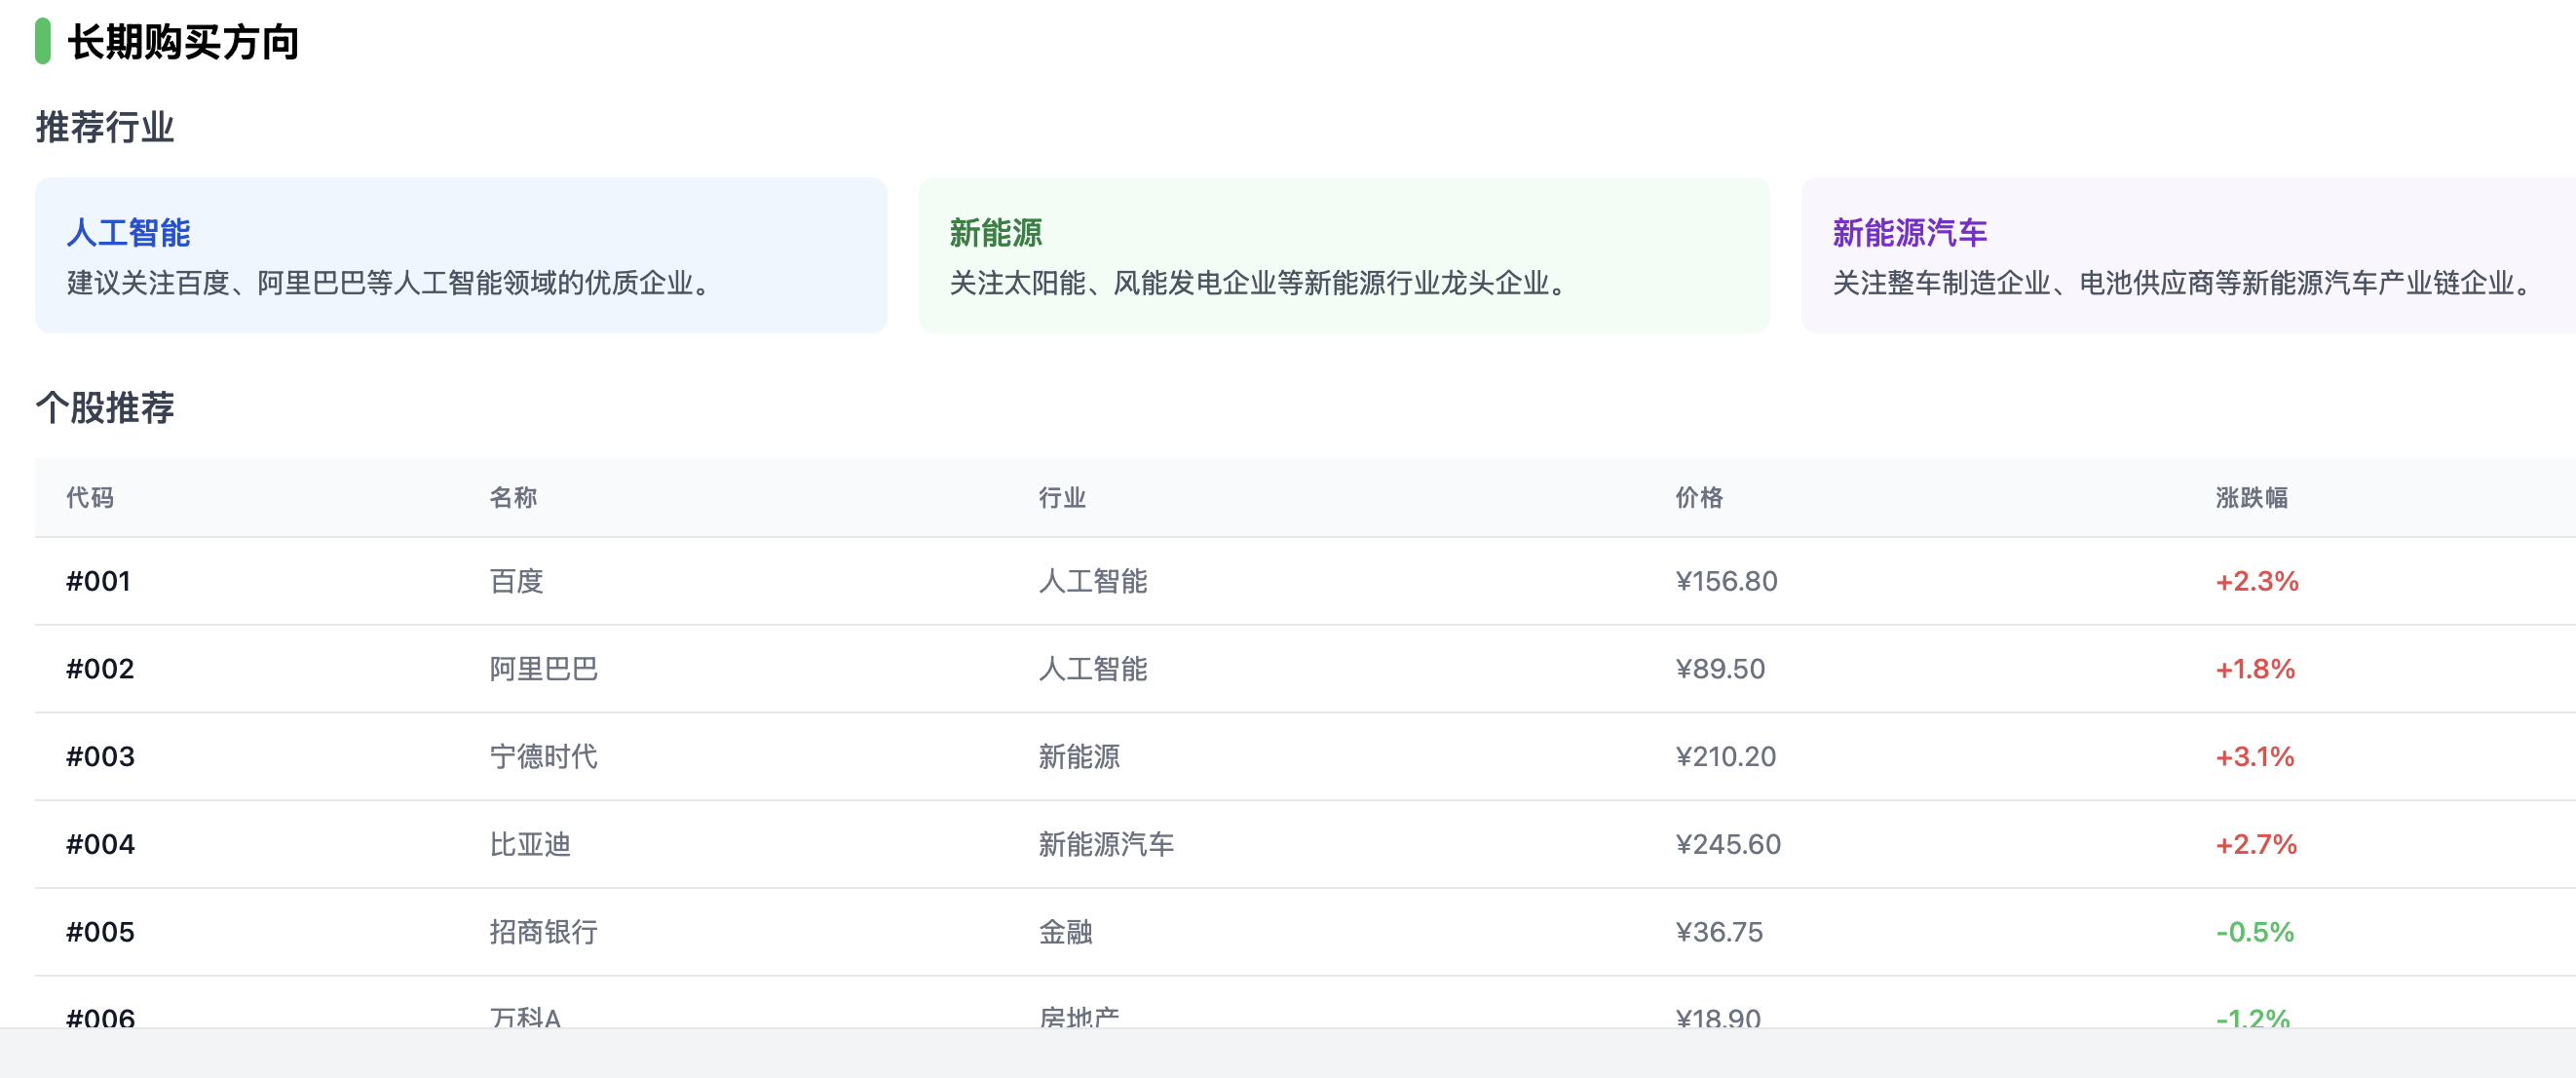 长期购买方向
推荐行业
人工智能
建议关注百度、阿里巴巴等人工智能领域的优质企业。
新能源
关注太阳能、风能发电企业等新能源行业龙头企业。
新能源汽车
关注整车制造企业、电池供应商等新能源汽车产业链企业。
个股推荐
代码 名称 行业 价格 涨跌幅
#001 百度 人工智能 ¥156.80 +2.3%
#002 阿里巴巴 人工智能 ¥89.50 +1.8%
#003 宁德时代 新能源 ¥210.20 +3.1%
#004 比亚迪 新能源汽车 ¥245.60 +2.7%
#005 招商银行 金融 ¥36.75 -0.5%
#006 万科A 房地产 ¥18.90 -1.2%